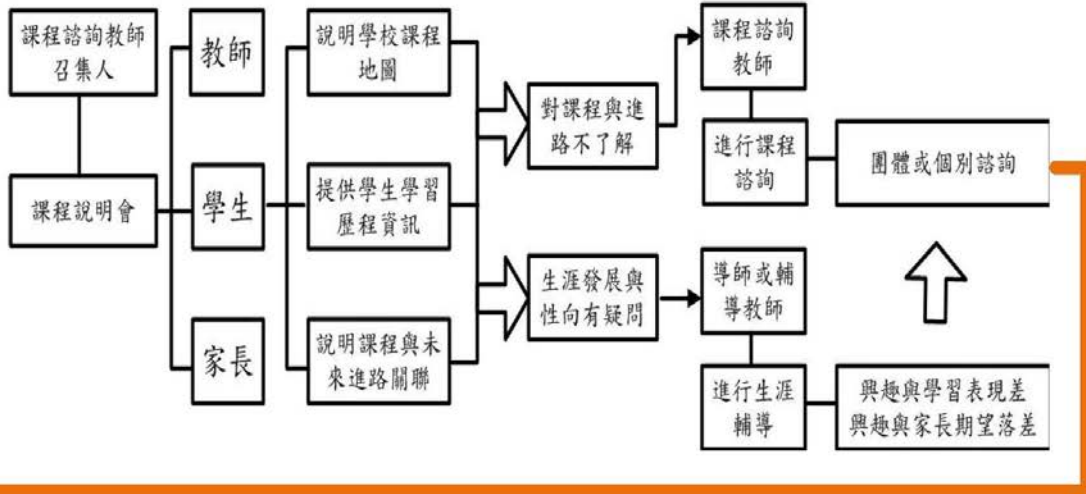 課程諮詢教師
召集人
課程說明會
教師
學生
家長
說明學校課程
地圖
提供學生學習
歷程資訊
說明課程與未
來進路關聯
對課程與進
路不了解
生涯發展與
性向有疑問
課程諮詢
教師
進行課程
諮詢
團體或個別諮詢
導師或輔
導教師
進行生涯
輔導
興趣與學習表現差
興趣與家長期望落差